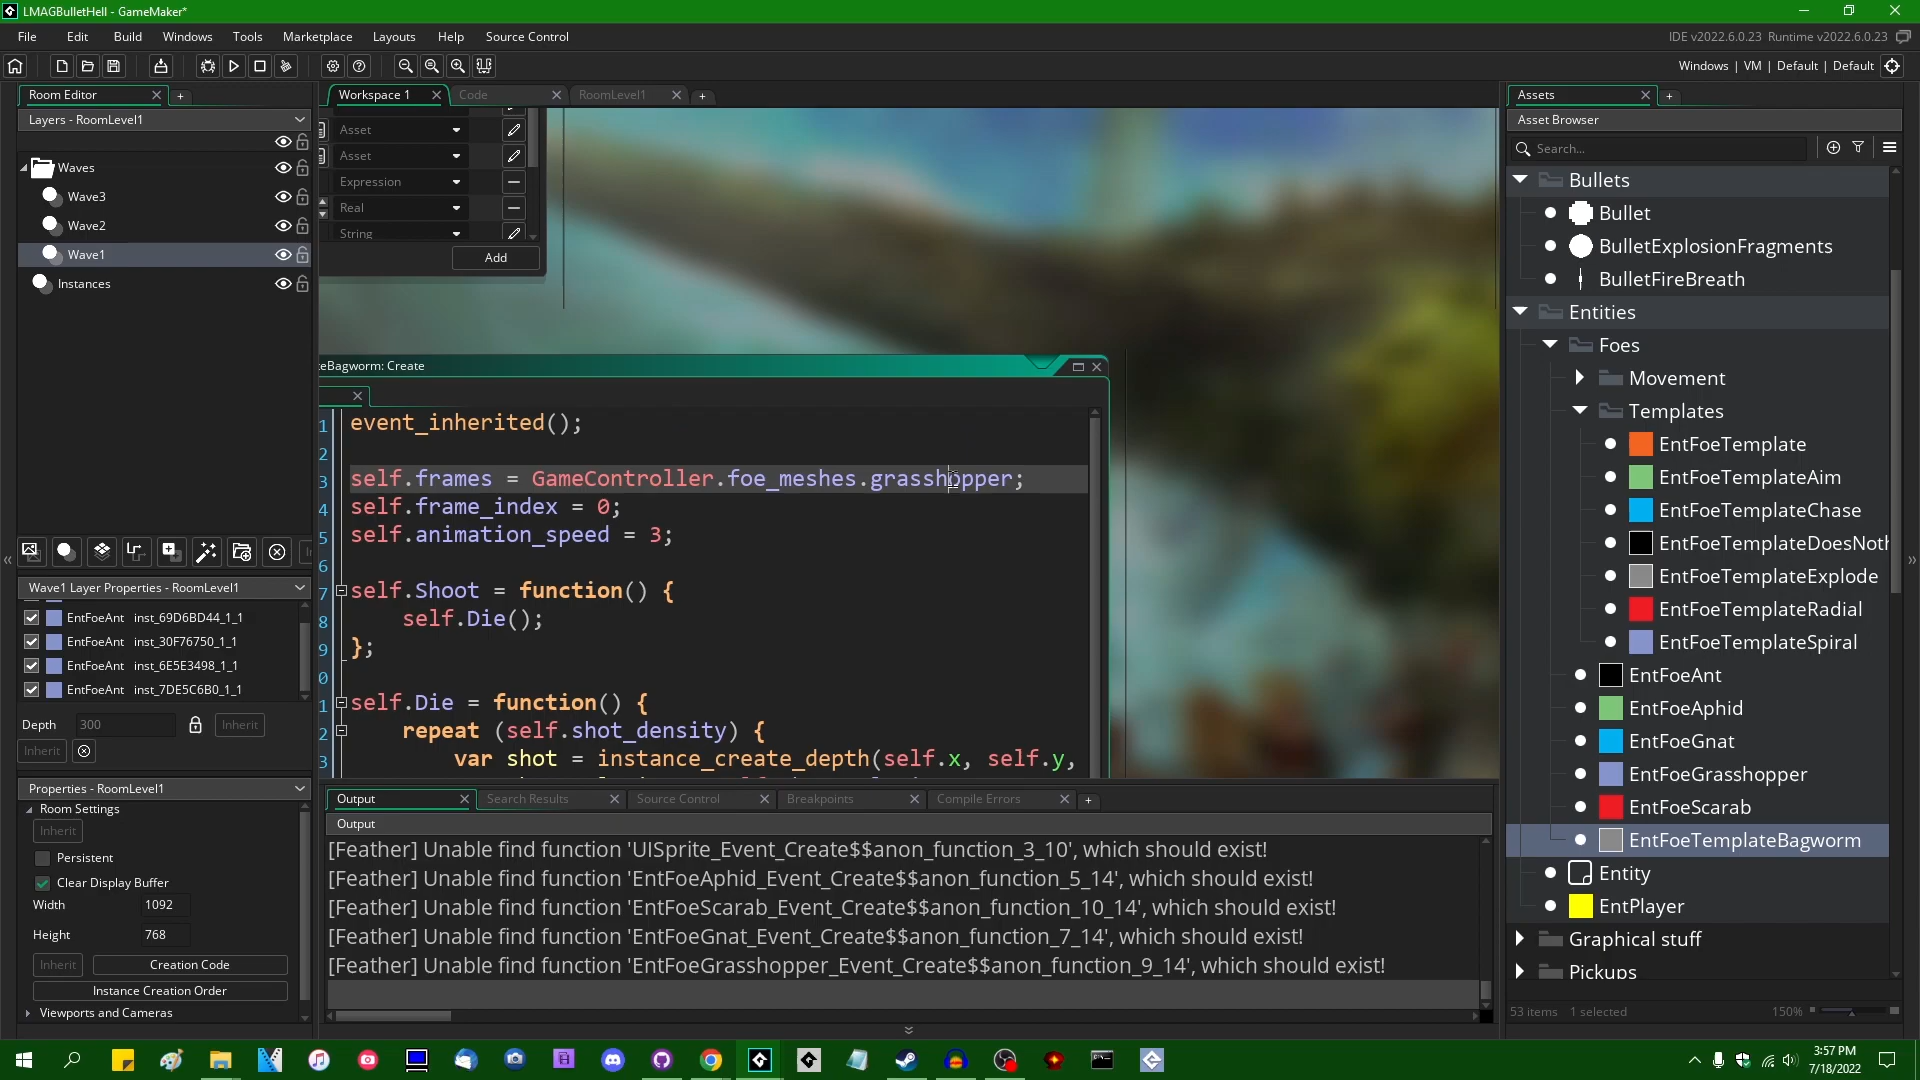 LMAGBulletHell - GameMaker*
File Edit Build Windows Tools Marketplace Layouts Help Source Control
IDE v2022.6.0.23 Runtime v2022.6.0.23
Windows | VM | Default | Default
Room Editor
Layers - RoomLevel1
Waves
Wave3
Wave2
Wave1
Instances
Wave1 Layer Properties - RoomLevel1
EntFoeAnt inst_69D6BD44_1_1
EntFoeAnt inst_30F76750_1_1
EntFoeAnt inst_6E5E3498_1_1
EntFoeAnt inst_7DE5C6B0_1_1
Depth 300 Inherit
Inherit
Properties - RoomLevel1
Room Settings
Inherit
Persistent
Clear Display Buffer
Width 1092
Height 768
Inherit Creation Code
Instance Creation Order
Viewports and Cameras
Workspace 1 Code RoomLevel1
Asset
Asset
Expression
Real
String
Add
eBagworm: Create
1 event_inherited();
2
3 self.frames = GameController.foe_meshes.grasshopper;
4 self.frame_index = 0;
5 self.animation_speed = 3;
6
7 self.Shoot = function() {
8 self.Die();
9 };
0
1 self.Die = function() {
2 repeat (self.shot_density) {
3 var shot = instance_create_depth(self.x, self.y,
Output Search Results Source Control Breakpoints Compile Errors
Output
[Feather] Unable find function 'UISprite_Event_Create$$anon_function_3_10', which should exist!
[Feather] Unable find function 'EntFoeAphid_Event_Create$$anon_function_5_14', which should exist!
[Feather] Unable find function 'EntFoeScarab_Event_Create$$anon_function_10_14', which should exist!
[Feather] Unable find function 'EntFoeGnat_Event_Create$$anon_function_7_14', which should exist!
[Feather] Unable find function 'EntFoeGrasshopper_Event_Create$$anon_function_9_14', which should exist!
Assets
Asset Browser
Search...
Bullets
Bullet
BulletExplosionFragments
BulletFireBreath
Entities
Foes
Movement
Templates
EntFoeTemplate
EntFoeTemplateAim
EntFoeTemplateChase
EntFoeTemplateDoesNoth
EntFoeTemplateExplode
EntFoeTemplateRadial
EntFoeTemplateSpiral
EntFoeAnt
EntFoeAphid
EntFoeGnat
EntFoeGrasshopper
EntFoeScarab
EntFoeTemplateBagworm
Entity
EntPlayer
Graphical stuff
Pickups
53 items 1 selected 150%
3:57 PM
7/18/2022